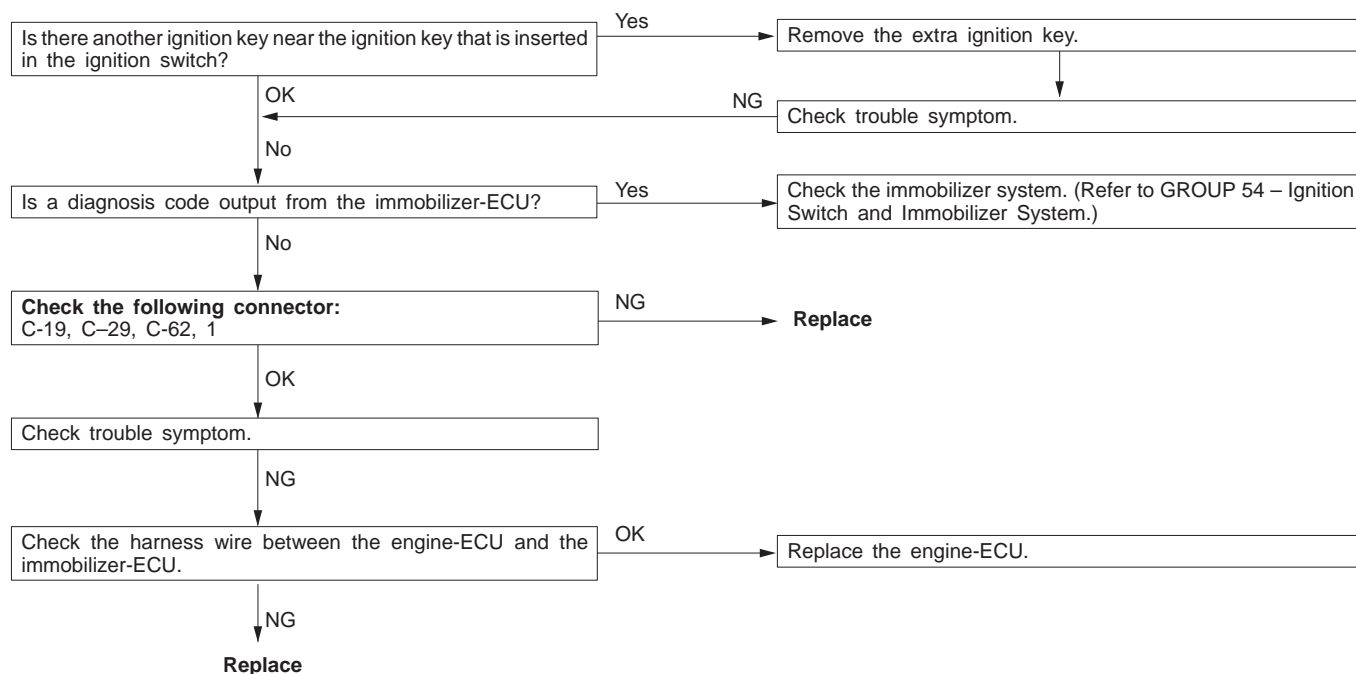 Is there another ignition key near the ignition key that is inserted
in the ignition switch?
Yes
Remove the extra ignition key.
OK
NG
Check trouble symptom.
No
Is a diagnosis code output from the immobilizer-ECU?
Yes
Check the immobilizer system. (Refer to GROUP 54 – Ignition
Switch and Immobilizer System.)
No
Check the following connector:
C-19, C–29, C-62, 1
NG
Replace
OK
Check trouble symptom.
NG
Check the harness wire between the engine-ECU and the
immobilizer-ECU.
OK
Replace the engine-ECU.
NG
Replace